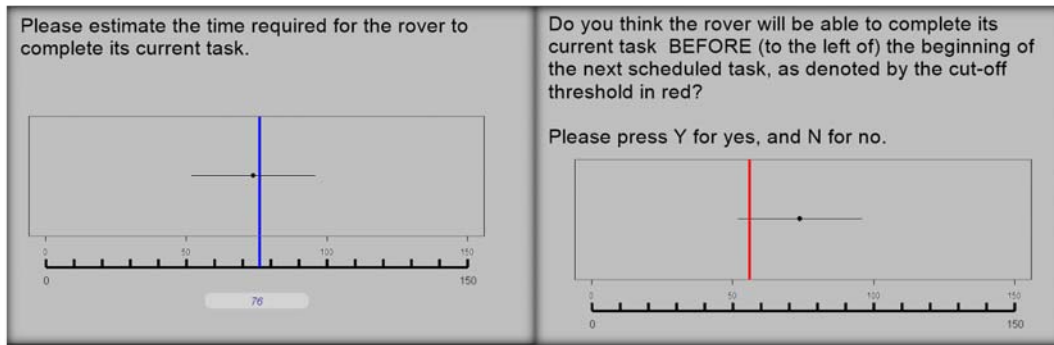 Please estimate the time required for the rover to
complete its current task.
0 50 100 150
0 150
76
Do you think the rover will be able to complete its
current task BEFORE (to the left of) the beginning of
the next scheduled task, as denoted by the cut-off
threshold in red?
Please press Y for yes, and N for no.
0 50 100 150
0 150